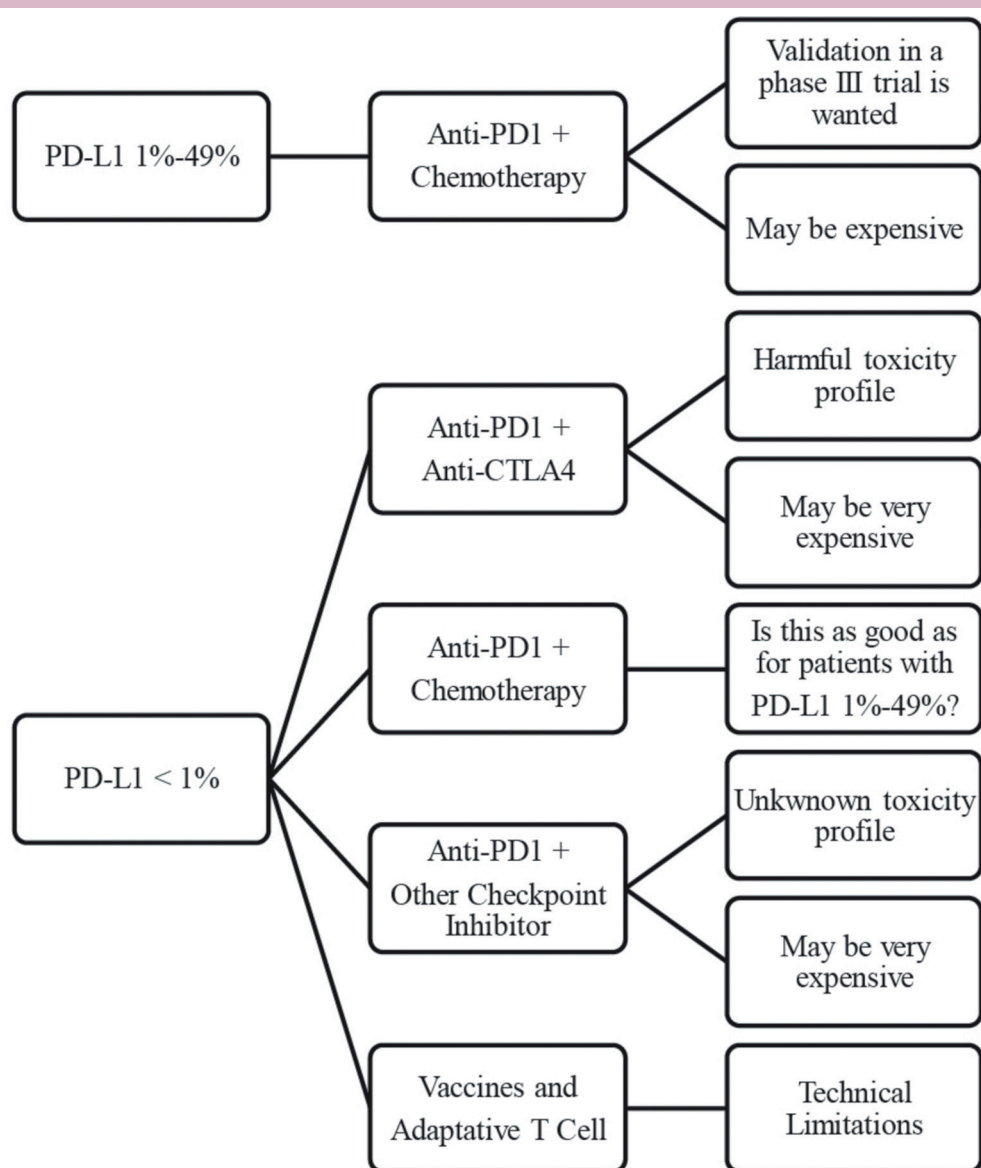 PD-L1 1%-49%
Anti-PD1 +
Chemotherapy
Validation in a
phase III trial is
wanted
May be expensive
PD-L1 < 1%
Anti-PD1 +
Anti-CTLA4
Harmful toxicity
profile
May be very
expensive
Anti-PD1 +
Chemotherapy
Is this as good as
for patients with
PD-L1 1%-49%?
Anti-PD1 +
Other Checkpoint
Inhibitor
Unkwnown toxicity
profile
May be very
expensive
Vaccines and
Adaptative T Cell
Technical
Limitations